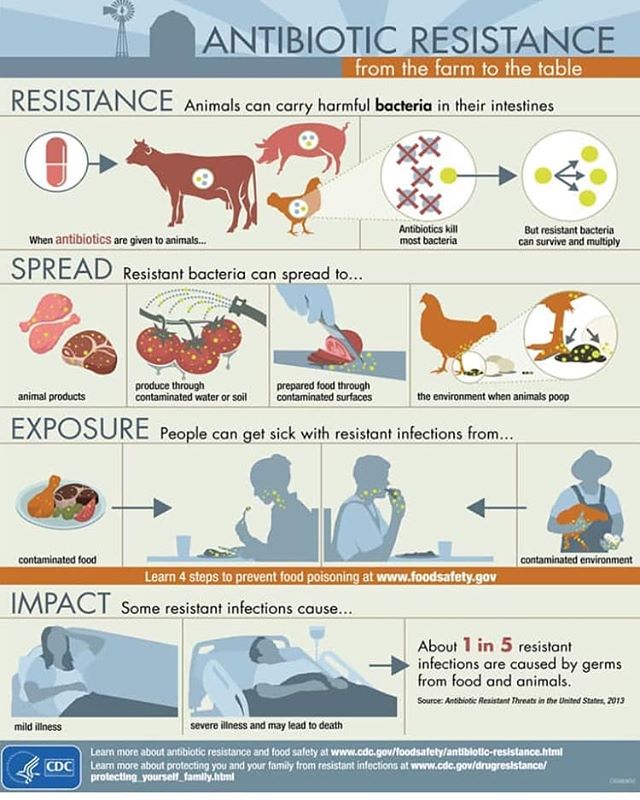 ANTIBIOTIC RESISTANCE
from the farm to the table
RESISTANCE Animals can carry harmful bacteria in their intestines
When antibiotics are given to animals...
Antibiotics kill
most bacteria
But resistant bacteria
can survive and multiply
SPREAD Resistant bacteria can spread to...
animal products
produce through
contaminated water or soil
prepared food through
contaminated surfaces
the environment when animals poop
EXPOSURE People can get sick with resistant infections from...
contaminated food
contaminated environment
Learn 4 steps to prevent food poisoning at www.foodsafety.gov
IMPACT Some resistant infections cause...
mild illness
severe illness and may lead to death
About 1 in 5 resistant
infections are caused by germs
from food and animals.
Source: Antibiotic Resistant Threats in the United States, 2013
CDC
Learn more about antibiotic resistance and food safety at www.cdc.gov/foodsafety/antibiotic-resistance.html
Learn more about protecting you and your family from resistant infections at www.cdc.gov/drugresistance/
protecting_yourself_family.html